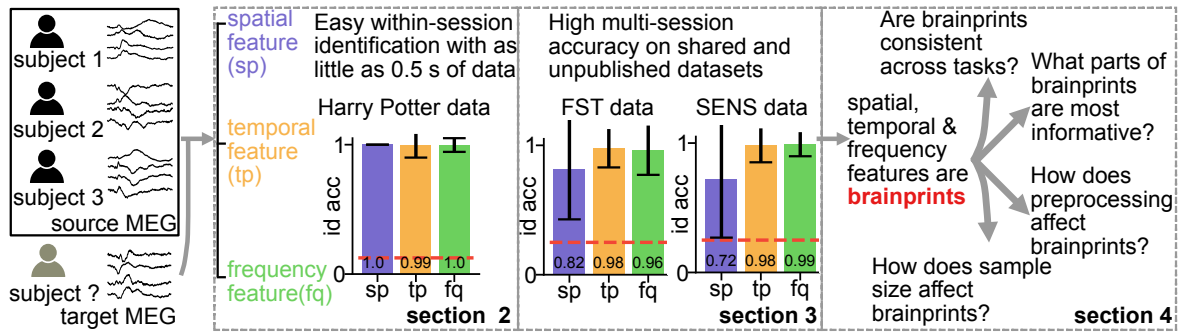 subject 1
subject 2
subject 3
source MEG
subject ?
target MEG
spatial
feature
(sp)
temporal
feature
(tp)
frequency
feature(fq)
Easy within-session
identification with as
little as 0.5 s of data
Harry Potter data
id acc
1
0
1.0
0.99
1.0
sp
tp
fq
section 2
High multi-session
accuracy on shared and
unpublished datasets
FST data
id acc
1
0
0.82
0.98
0.96
sp
tp
fq
SENS data
id acc
1
0
0.72
0.98
0.99
sp
tp
fq
section 3
Are brainprints
consistent
across tasks?
What parts of
brainprints
are most
informative?
spatial,
temporal &
frequency
features are
brainprints
How does
preprocessing
affect
brainprints?
How does sample
size affect
brainprints?
section 4